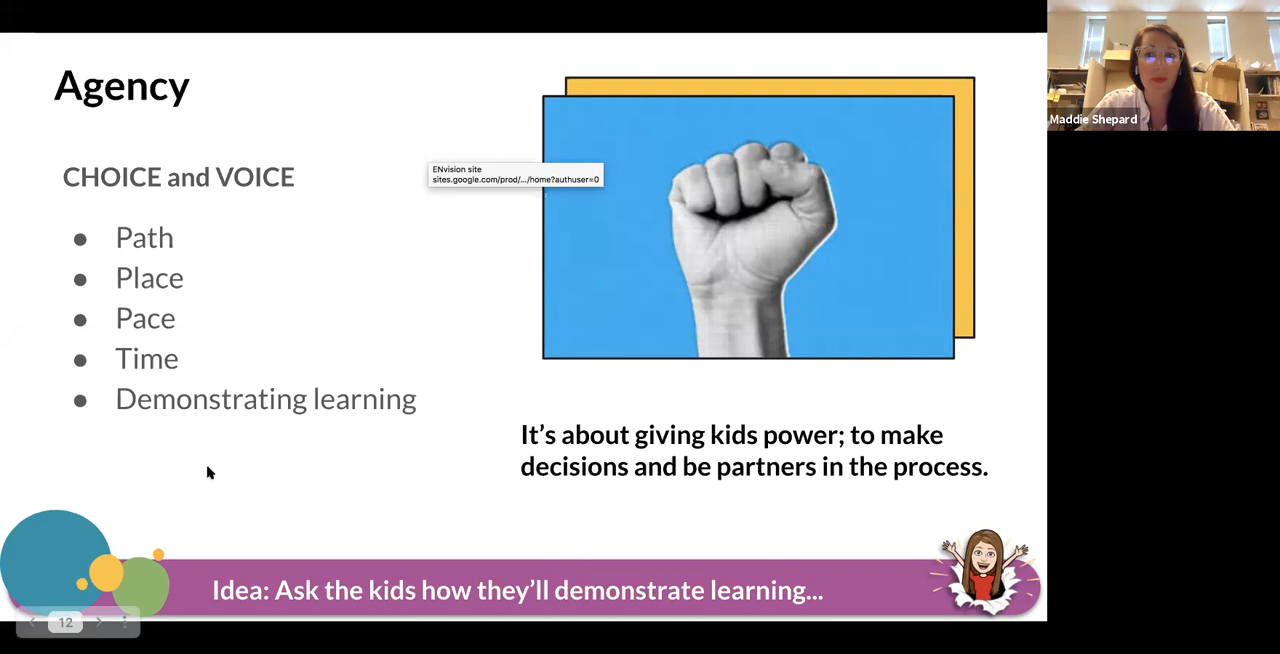 Agency
Maddie Shepard
CHOICE and VOICE
ENvision site
sites.google.com/prod/.../home?authuser=0
● Path
● Place
● Pace
● Time
● Demonstrating learning
It's about giving kids power; to make
decisions and be partners in the process.
Idea: Ask the kids how they'll demonstrate learning...
12